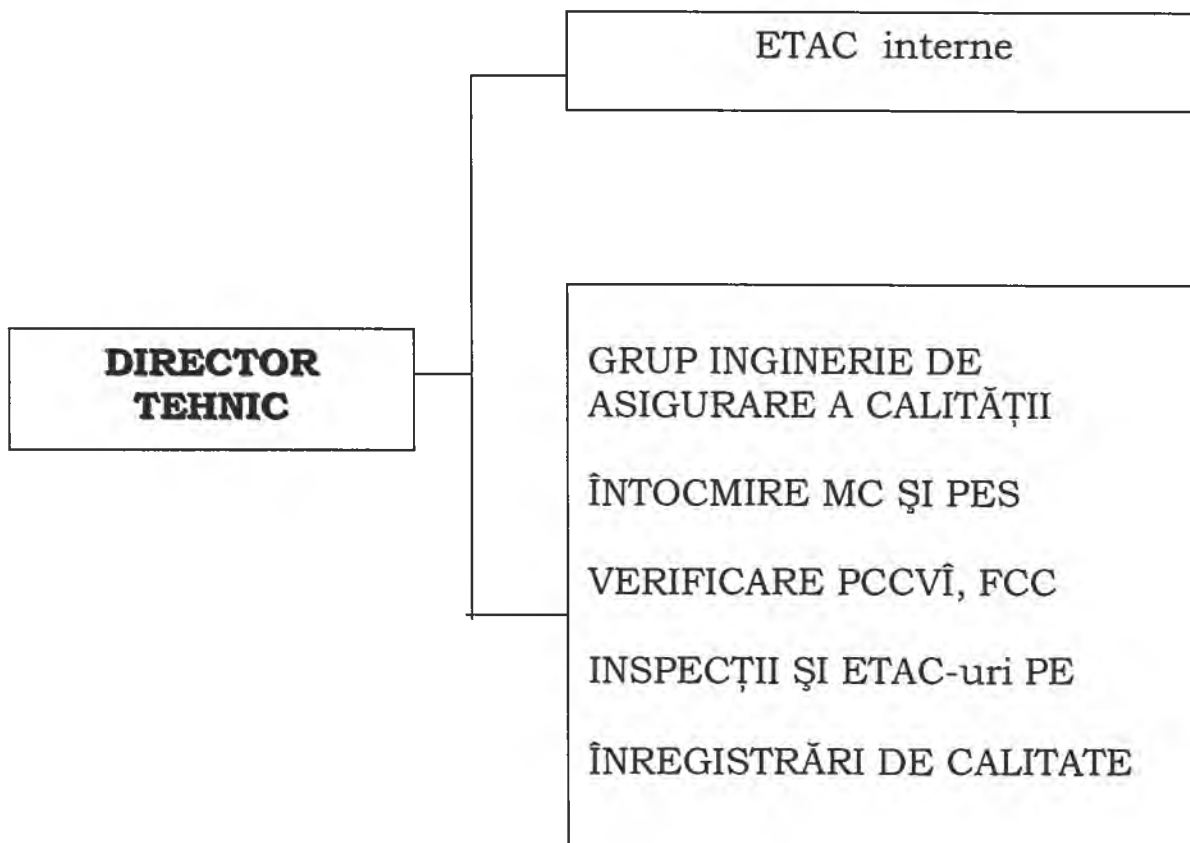 ETAC interne
DIRECTOR
TEHNIC
GRUP INGINERIE DE
ASIGURARE A CALITĂȚII
ÎNTOCMIRE MC ŞI PES
VERIFICARE PCCVÎ, FCC
INSPECȚII ŞI ETAC-uri PE
ÎNREGISTRĂRI DE CALITATE